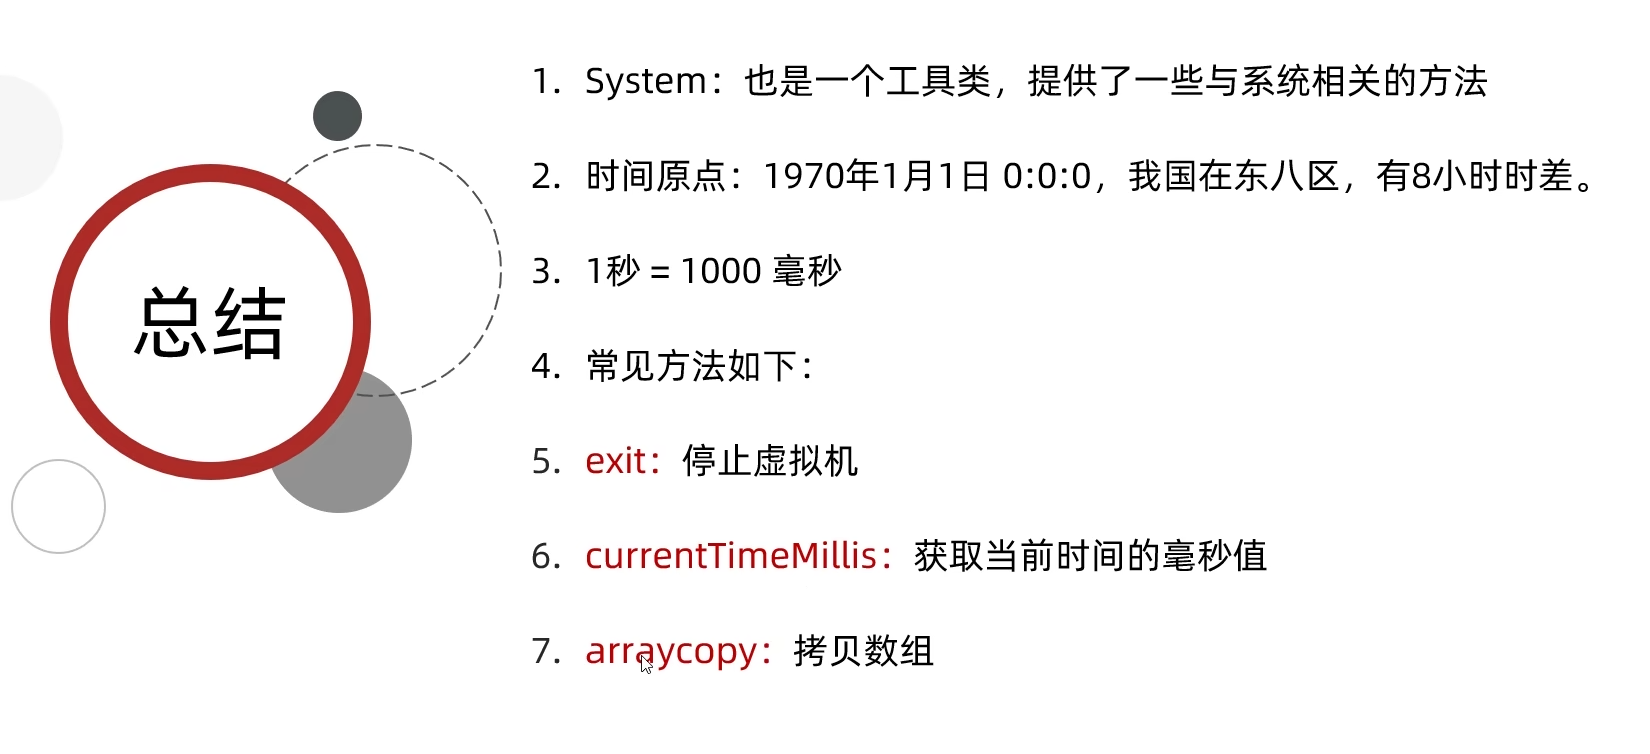 总结
1. System：也是一个工具类，提供了一些与系统相关的方法
2. 时间原点：1970年1月1日 0:0:0，我国在东八区，有8小时时差。
3. 1秒 = 1000 毫秒
4. 常见方法如下：
5. exit：停止虚拟机
6. currentTimeMillis：获取当前时间的毫秒值
7. arraycopy：拷贝数组